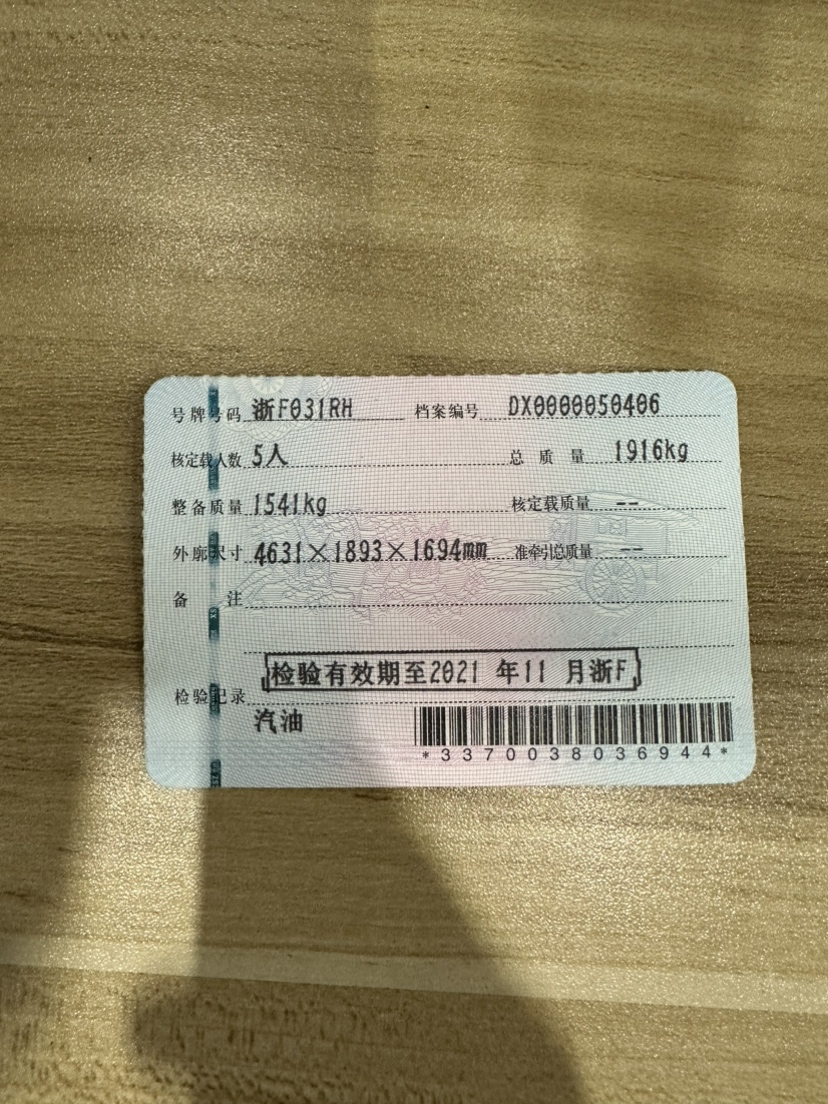 号牌号码 浙F031RH 档案编号 DX0000050406
核定载人数 5人 总质量 1916kg
整备质量 1541kg 核定载质量 --
外廓尺寸 4631×1893×1694mm 准牵引总质量 --
备注
检验有效期至2021 年11 月浙F
检验记录
汽油
*3370038036944*